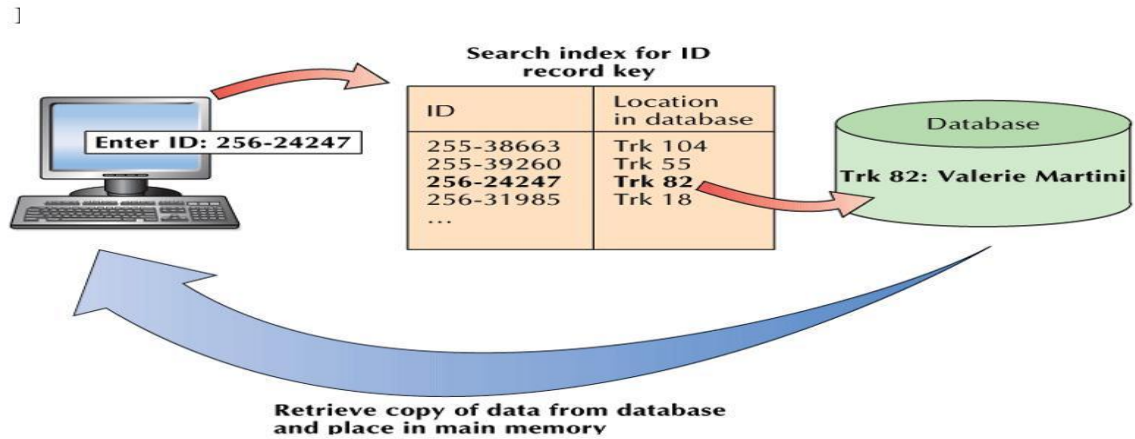 ]
Search index for ID
record key
Enter ID: 256-24247
ID
Location
in database
255-38663 Trk 104
255-39260 Trk 55
256-24247 Trk 82
256-31985 Trk 18
...
Database
Trk 82: Valerie Martini
Retrieve copy of data from database
and place in main memory